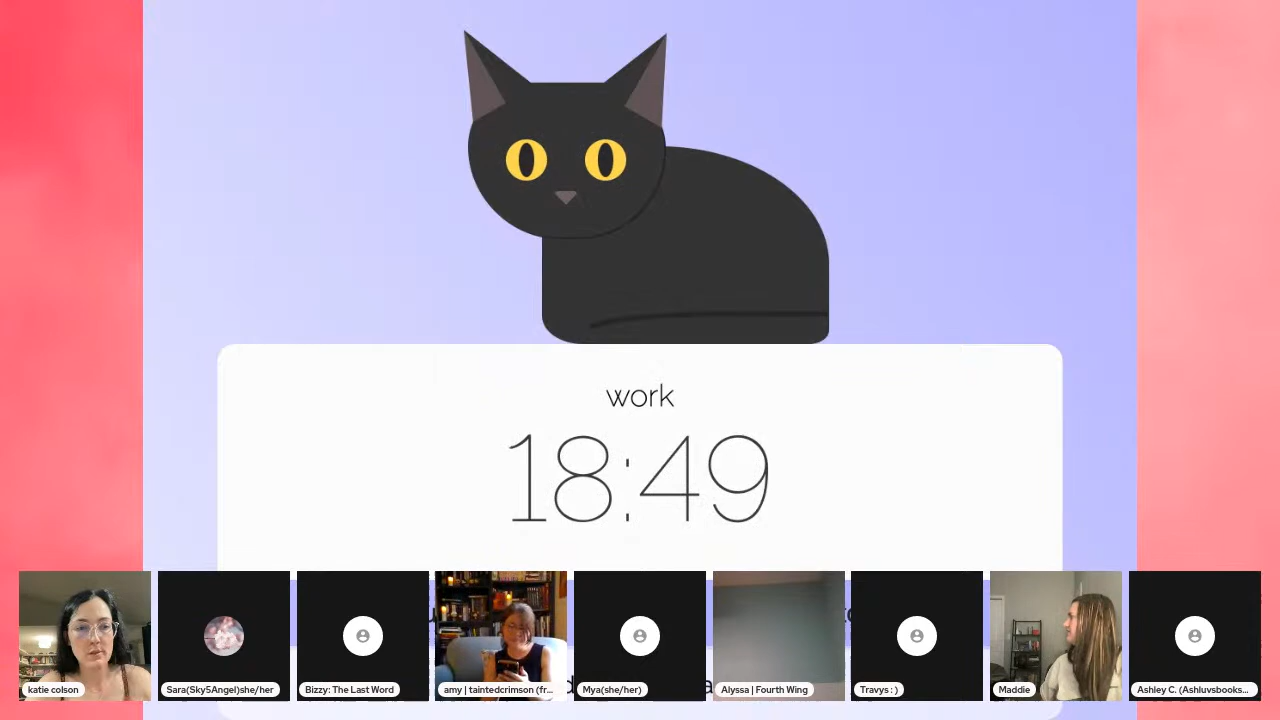 work
18:49
katie colson
Sara(Sky5Angel)she/her
Bizzy: The Last Word
amy | taintedcrimson (fr...
Mya(she/her)
Alyssa | Fourth Wing
Travys : )
Maddie
Ashley C. (Ashluvsbooks...